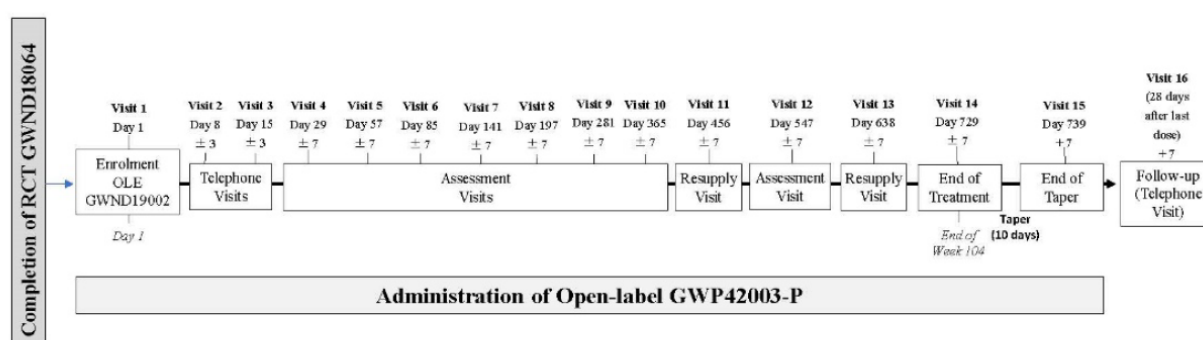 Completion of RCT GWND18064
Visit 1
Day 1
Enrolment
OLE
GWND19002
Day 1
Visit 2
Day 8
± 3
Visit 3
Day 15
± 3
Telephone
Visits
Visit 4
Day 29
± 7
Visit 5
Day 57
± 7
Visit 6
Day 85
± 7
Visit 7
Day 141
± 7
Visit 8
Day 197
± 7
Visit 9
Day 281
± 7
Visit 10
Day 365
± 7
Assessment
Visits
Visit 11
Day 456
± 7
Resupply
Visit
Visit 12
Day 547
± 7
Assessment
Visit
Visit 13
Day 638
± 7
Resupply
Visit
Visit 14
Day 729
+7
End of
Treatment
End of
Week 104
Taper
(10 days)
Visit 15
Day 739
+7
End of
Taper
Visit 16
(28 days
after last
dose)
+7
Follow-up
(Telephone
Visit)
Administration of Open-label GWP42003-P